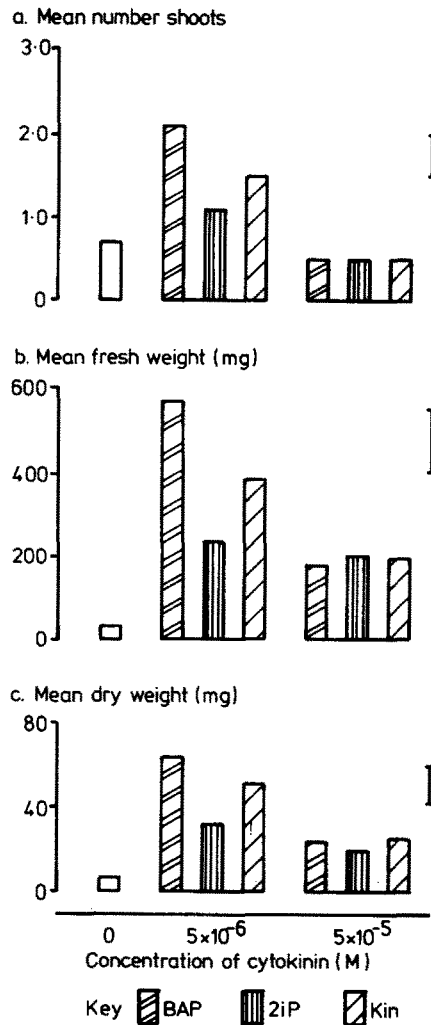 a. Mean number shoots
3·0
2·0
1·0
0
b. Mean fresh weight (mg)
600
400
200
0
c. Mean dry weight (mg)
80
40
0
0 5×10⁻⁶ 5×10⁻⁵
Concentration of cytokinin (M)
Key BAP 2iP Kin